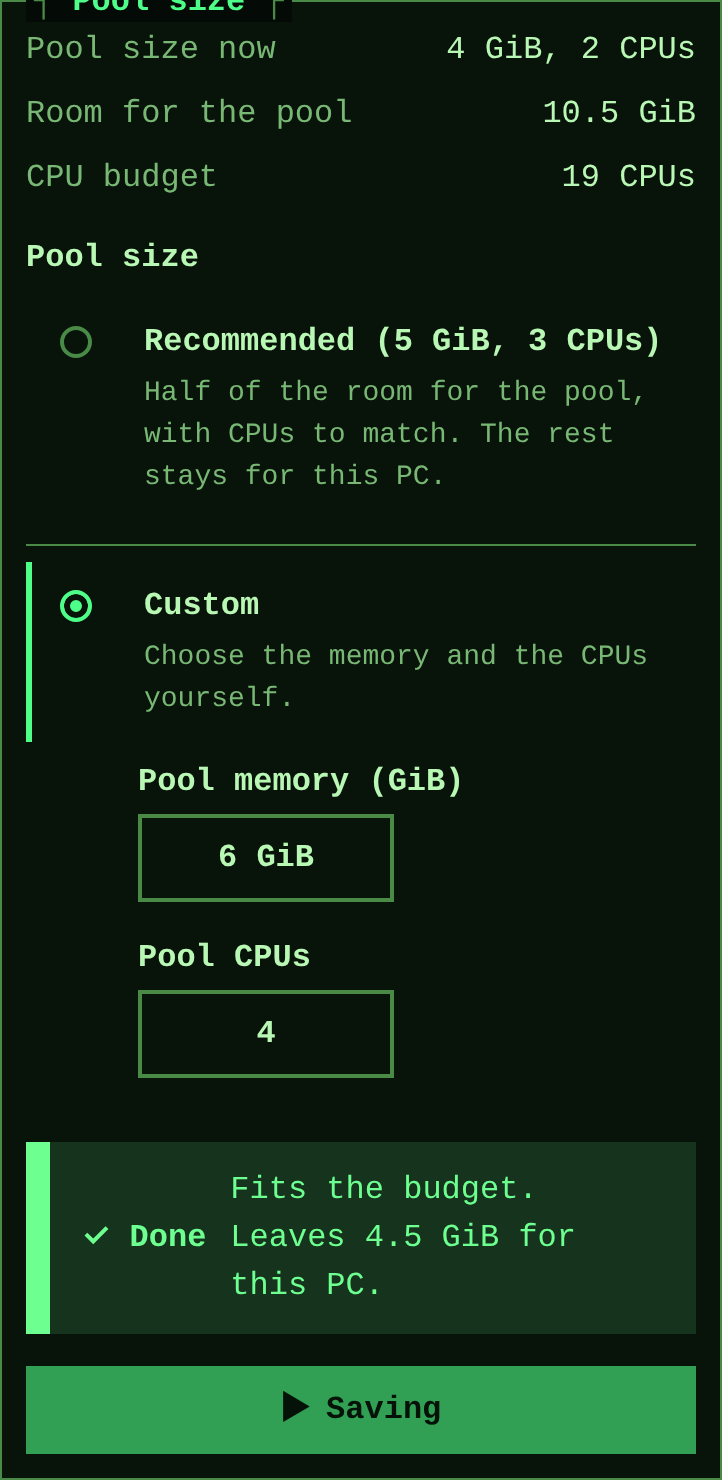 Pool size
Pool size now 4 GiB, 2 CPUs
Room for the pool 10.5 GiB
CPU budget 19 CPUs
Pool size
Recommended (5 GiB, 3 CPUs)
Half of the room for the pool,
with CPUs to match. The rest
stays for this PC.
Custom
Choose the memory and the CPUs
yourself.
Pool memory (GiB)
6 GiB
Pool CPUs
4
Fits the budget.
✓ Done Leaves 4.5 GiB for
this PC.
▶ Saving